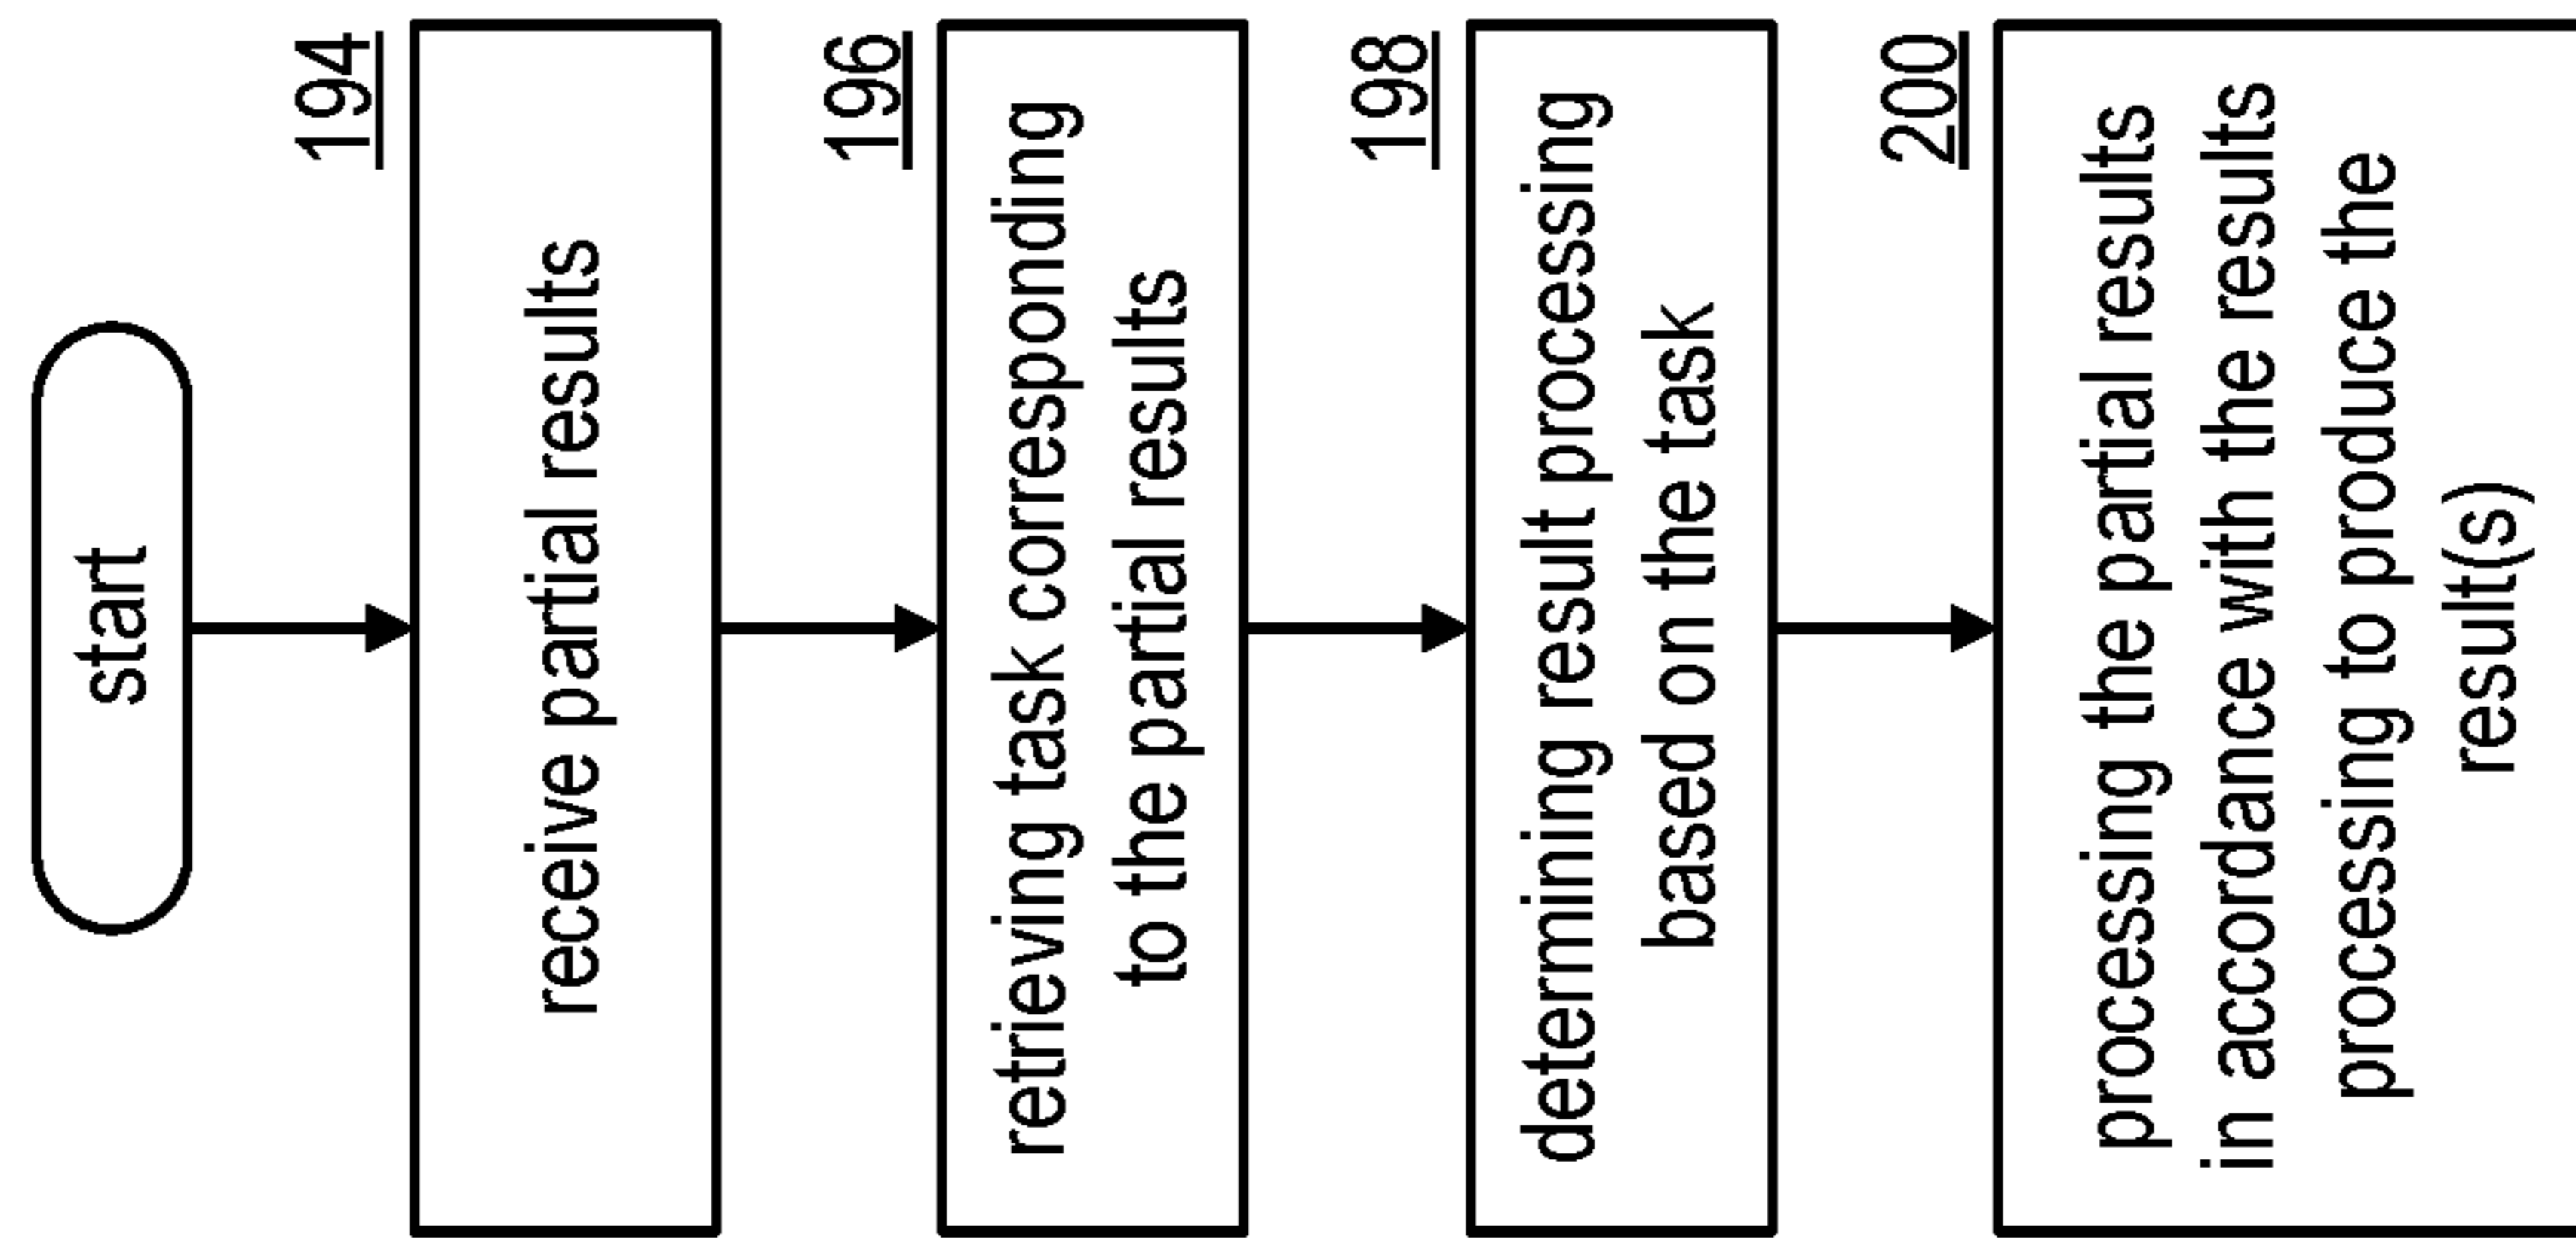 start
194
receive partial results
196
retrieving task corresponding
to the partial results
198
determining result processing
based on the task
200
processing the partial results
in accordance with the results
processing to produce the
result(s)